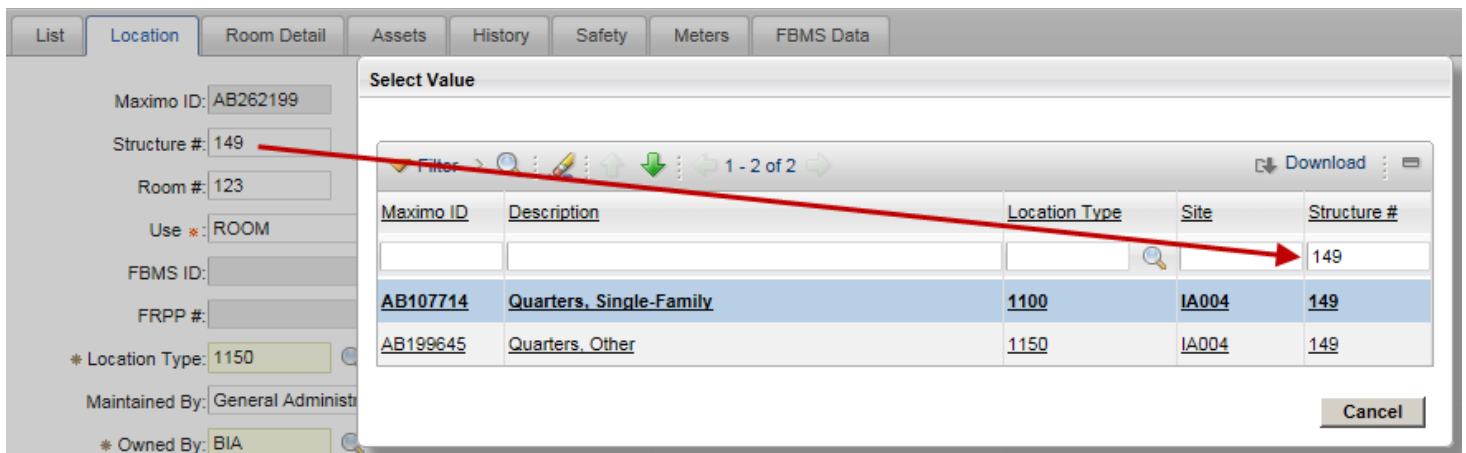 List Location Room Detail Assets History Safety Meters FBMS Data
Select Value
Maximo ID: AB262199
Structure #: 149
Filter 1 - 2 of 2 Download
Room #: 123
Maximo ID Description Location Type Site Structure #
Use *: ROOM
149
FBMS ID:
AB107714 Quarters, Single-Family 1100 IA004 149
FRPP #:
AB199645 Quarters, Other 1150 IA004 149
* Location Type: 1150
Maintained By: General Administr
Cancel
* Owned By: BIA